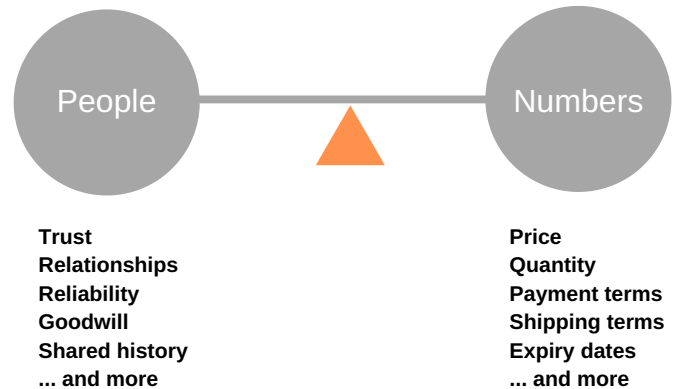 People
Numbers
Trust
Relationships
Reliability
Goodwill
Shared history
... and more
Price
Quantity
Payment terms
Shipping terms
Expiry dates
... and more